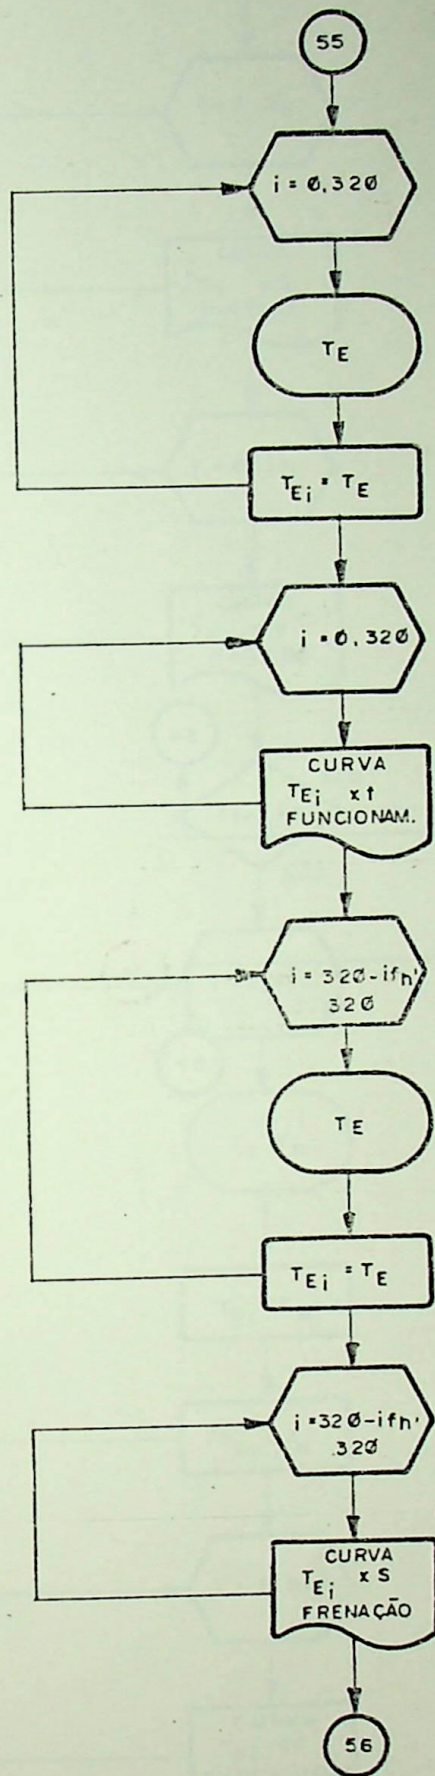 55
i = 0, 320
TE
TEi = TE
i = 0, 320
CURVA
TEi x t
FUNCIONAM.
i = 320-ifn,
320
TE
TEi = TE
i = 320-ifn,
320
CURVA
TEi x S
FRENAÇÃO
56